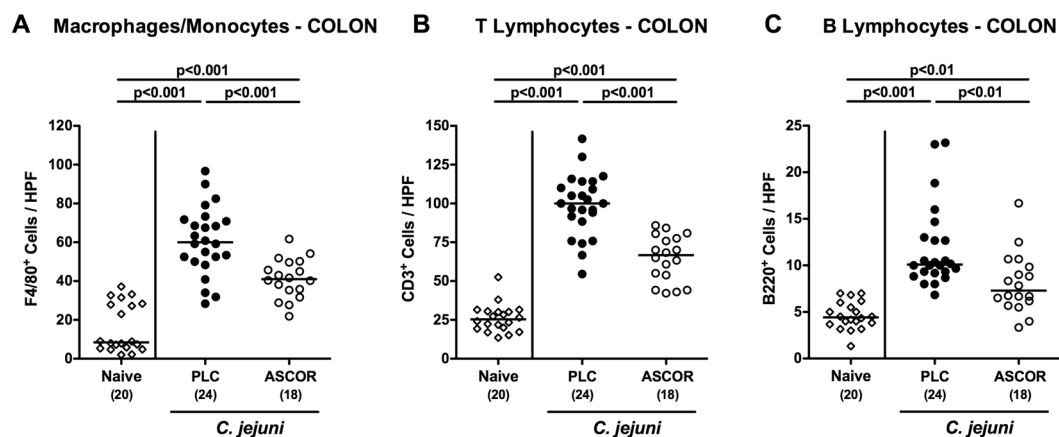 A Macrophages/Monocytes - COLON
p<0.001
p<0.001 p<0.001
F4/80+ Cells / HPF
120
100
80
60
40
20
0
Naive PLC ASCOR
(20) (24) (18)
C. jejuni
B T Lymphocytes - COLON
p<0.001
p<0.001 p<0.001
CD3+ Cells / HPF
150
125
100
75
50
25
0
Naive PLC ASCOR
(20) (24) (18)
C. jejuni
C B Lymphocytes - COLON
p<0.01
p<0.001 p<0.01
B220+ Cells / HPF
25
20
15
10
5
0
Naive PLC ASCOR
(20) (24) (18)
C. jejuni